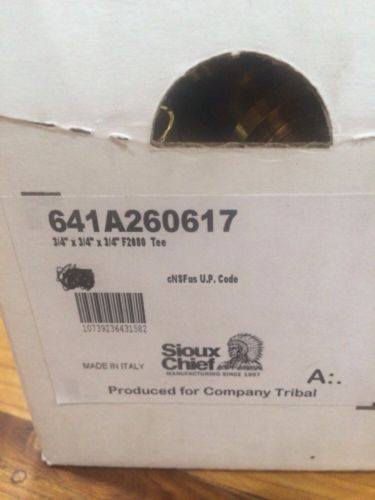 641A260617
3/4" x 3/4" x 3/4" F2080 Tee
cNSFus U.P. Code
10739236431582
MADE IN ITALY
Sioux
Chief
MANUFACTURING SINCE 1957
A:.
Produced for Company Tribal